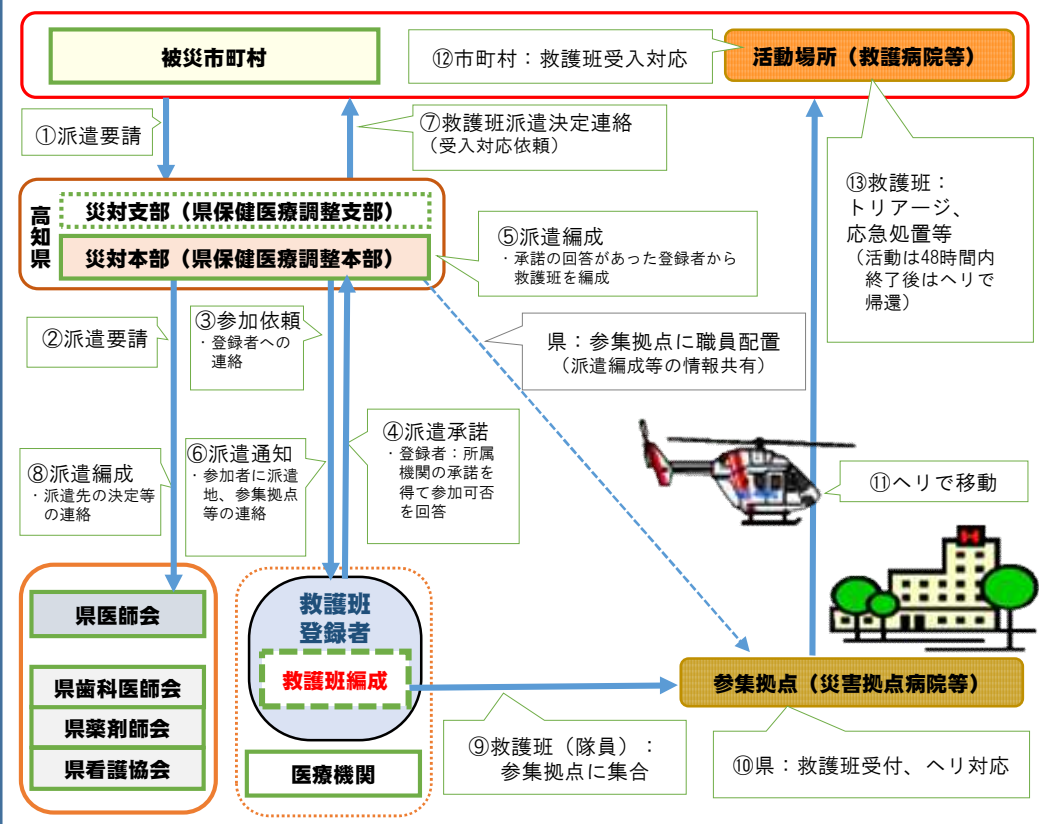 被災市町村
⑫市町村：救護班受入対応
活動場所（救護病院等）
①派遣要請
⑦救護班派遣決定連絡
（受入対応依頼）
高知県
災対支部（県保健医療調整支部）
災対本部（県保健医療調整本部）
⑤派遣編成
・承諾の回答があった登録者から
救護班を編成
⑬救護班：
トリアージ、
応急処置等
（活動は48時間内
終了後はヘリで
帰還）
②派遣要請
③参加依頼
・登録者への
連絡
県：参集拠点に職員配置
（派遣編成等の情報共有）
④派遣承諾
・登録者：所属
機関の承諾を
得て参加可否
を回答
⑥派遣通知
・参加者に派遣
地、参集拠点
等の連絡
⑧派遣編成
・派遣先の決定等
の連絡
⑪ヘリで移動
H
県医師会
県歯科医師会
県薬剤師会
県看護協会
救護班
登録者
救護班編成
医療機関
参集拠点（災害拠点病院等）
⑨救護班（隊員）：
参集拠点に集合
⑩県：救護班受付、ヘリ対応